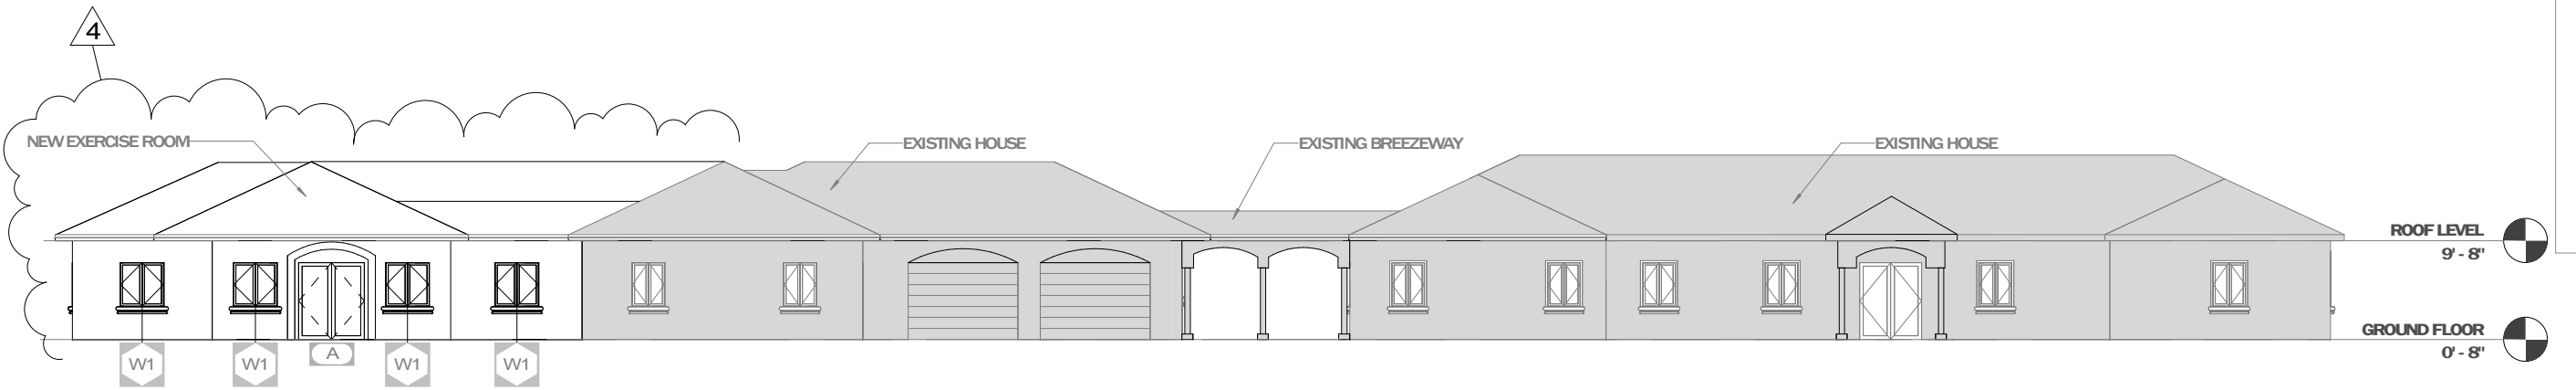 4
NEW EXERCISE ROOM
EXISTING HOUSE
EXISTING BREEZEWAY
EXISTING HOUSE
ROOF LEVEL
9' - 8"
GROUND FLOOR
0' - 8"
W1
W1
A
W1
W1